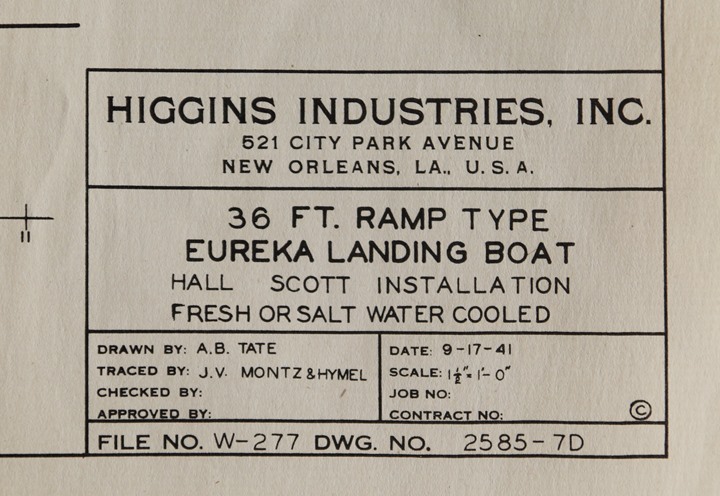 HIGGINS INDUSTRIES, INC.
521 CITY PARK AVENUE
NEW ORLEANS, LA., U. S. A.
36 FT. RAMP TYPE
EUREKA LANDING BOAT
HALL SCOTT INSTALLATION
FRESH OR SALT WATER COOLED
DRAWN BY: A.B. TATE
TRACED BY: J.V. MONTZ & HYMEL
CHECKED BY:
APPROVED BY:
DATE: 9-17-41
SCALE: 1½"=1'-0"
JOB NO:
CONTRACT NO:
©
FILE NO. W-277 DWG. NO. 2585-7D
11